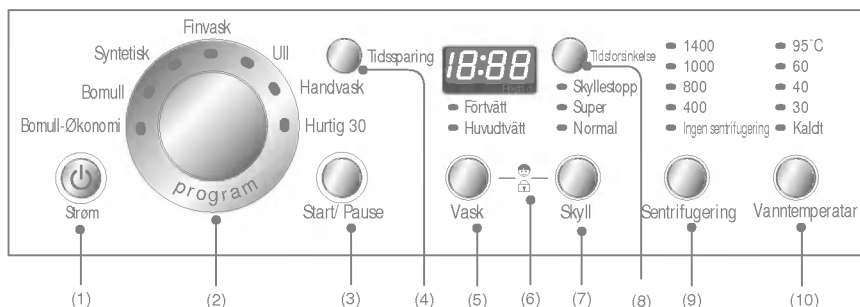 Finvask
Syntetisk
Ull
Bomull
Handvask
Bomull-Økonomi
Hurtig 30
program
Strøm
Start/ Pause
Tidssparing
18:88
Förtvätt
Huvudtvätt
Tidsforsinkelse
Skyllestopp
Super
Normal
Vask
Skyll
1400
1000
800
400
Ingen sentrifugering
Sentrifugering
95°C
60
40
30
Kaldt
Vanntemperatar
(1)
(2)
(3)
(4)
(5)
(6)
(7)
(8)
(9)
(10)